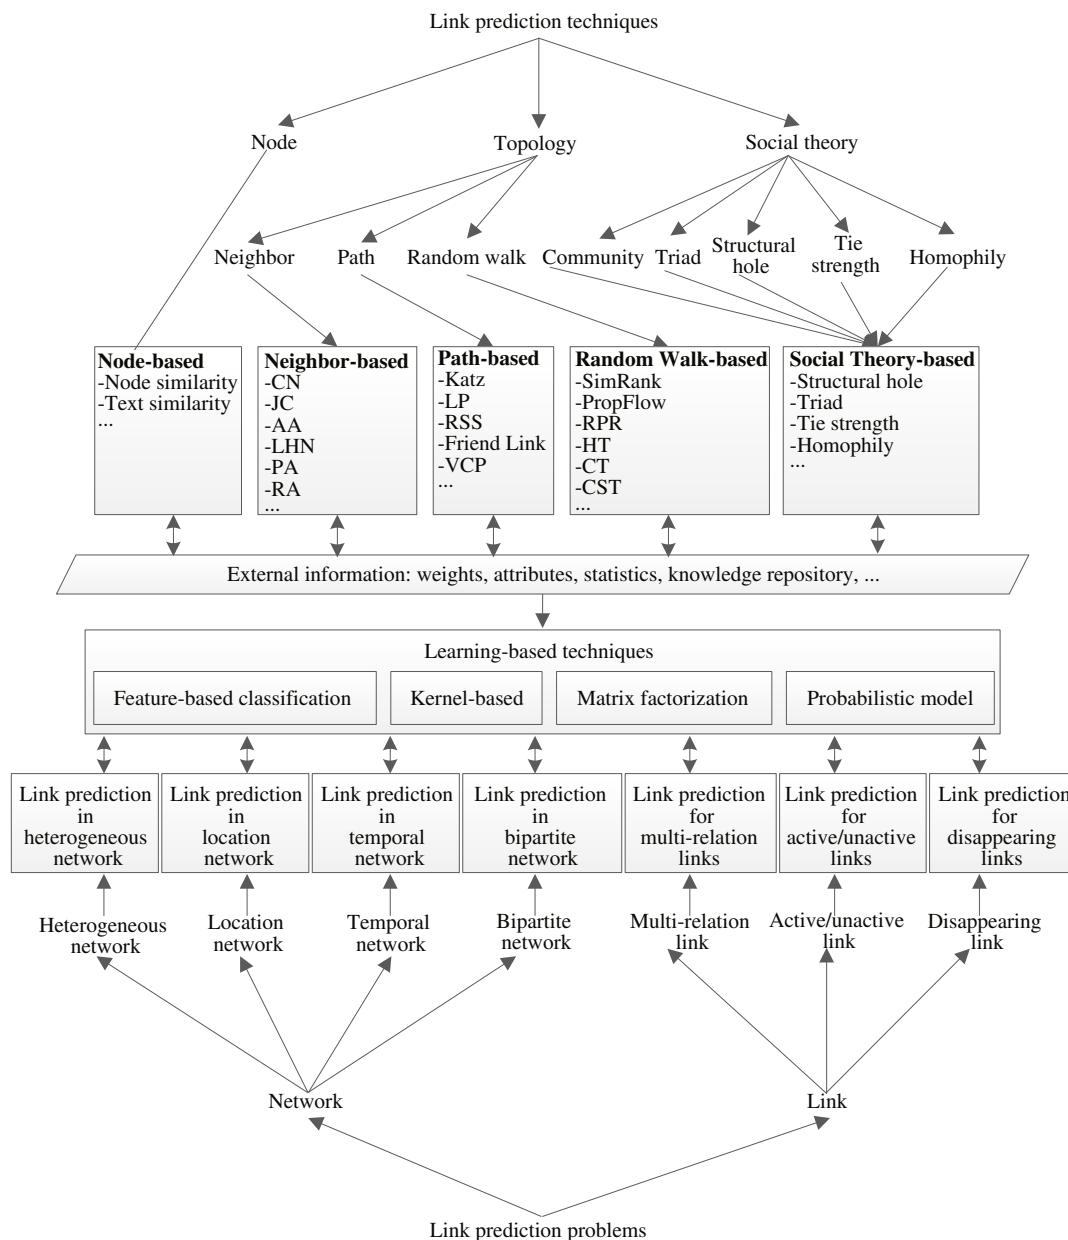 Link prediction techniques
Node
Topology
Social theory
Neighbor
Path
Random walk
Community
Triad
Structural
hole
Tie
strength
Homophily
Node-based
-Node similarity
-Text similarity
...
Neighbor-based
-CN
-JC
-AA
-LHN
-PA
-RA
...
Path-based
-Katz
-LP
-RSS
-Friend Link
-VCP
...
Random Walk-based
-SimRank
-PropFlow
-RPR
-HT
-CT
-CST
...
Social Theory-based
-Structural hole
-Triad
-Tie strength
-Homophily
...
External information: weights, attributes, statistics, knowledge repository, ...
Learning-based techniques
Feature-based classification
Kernel-based
Matrix factorization
Probabilistic model
Link prediction
in
heterogeneous
network
Link prediction
in
location
network
Link prediction
in
temporal
network
Link prediction
in
bipartite
network
Link prediction
for
multi-relation
links
Link prediction
for
active/unactive
links
Link prediction
for
disappearing
links
Heterogeneous
network
Location
network
Temporal
network
Bipartite
network
Multi-relation
link
Active/unactive
link
Disappearing
link
Network
Link
Link prediction problems